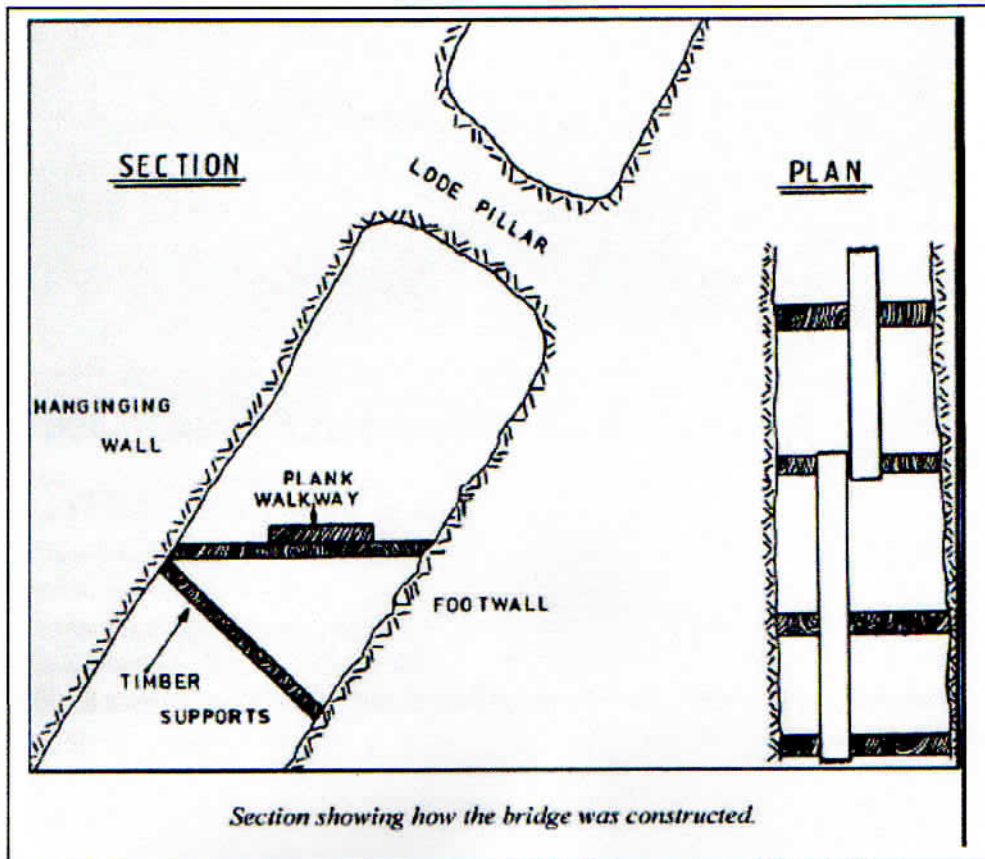 SECTION
LODE PILLAR
PLAN
HANGINGING
WALL
PLANK
WALKWAY
FOOTWALL
TIMBER
SUPPORTS
Section showing how the bridge was constructed.